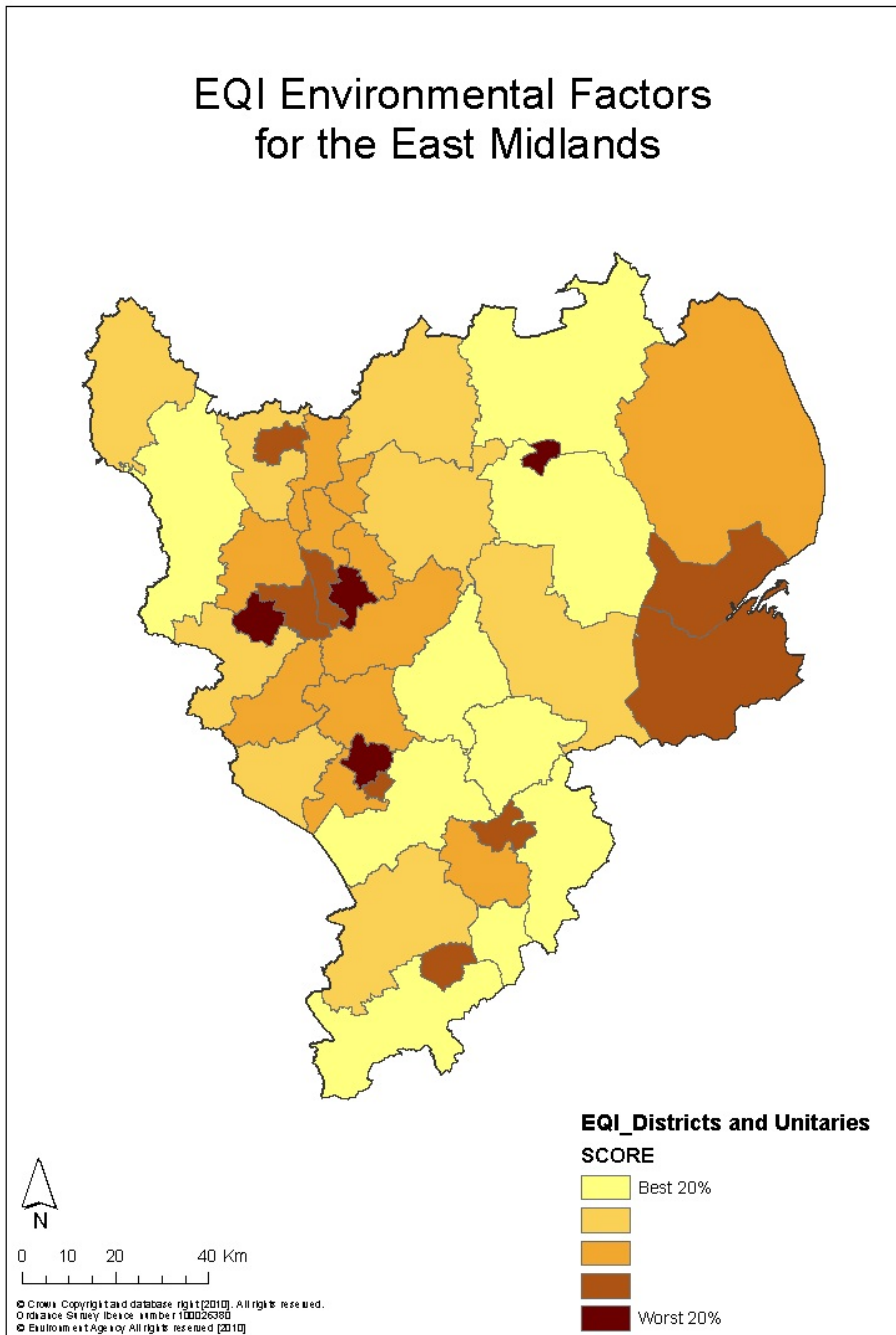 EQI Environmental Factors
for the East Midlands
EQI_Districts and Unitaries
SCORE
Best 20%
Worst 20%
N
0 10 20 40 Km
© Crown Copyright and database right [2010]. All rights reserved.
Ordnance Survey licence number 100026380
© Environment Agency All rights reserved [2010]